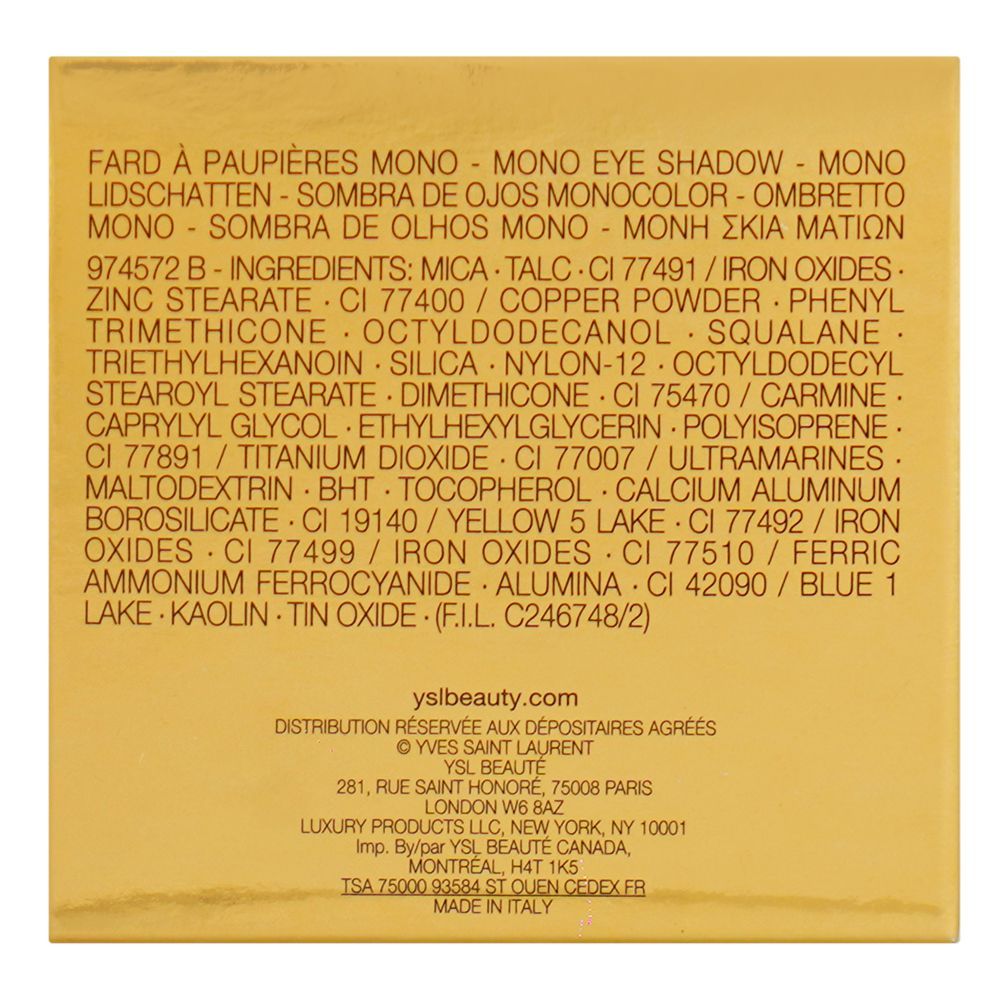 FARD À PAUPIÈRES MONO - MONO EYE SHADOW - MONO
LIDSCHATTEN - SOMBRA DE OJOS MONOCOLOR - OMBRETTO
MONO - SOMBRA DE OLHOS MONO - ΜΟΝΗ ΣΚΙΑ ΜΑΤΙΩΝ
974572 B - INGREDIENTS: MICA · TALC · CI 77491 / IRON OXIDES ·
ZINC STEARATE · CI 77400 / COPPER POWDER · PHENYL
TRIMETHICONE · OCTYLDODECANOL · SQUALANE ·
TRIETHYLHEXANOIN · SILICA · NYLON-12 · OCTYLDODECYL
STEAROYL STEARATE · DIMETHICONE · CI 75470 / CARMINE ·
CAPRYLYL GLYCOL · ETHYLHEXYLGLYCERIN · POLYISOPRENE ·
CI 77891 / TITANIUM DIOXIDE · CI 77007 / ULTRAMARINES ·
MALTODEXTRIN · BHT · TOCOPHEROL · CALCIUM ALUMINUM
BOROSILICATE · CI 19140 / YELLOW 5 LAKE · CI 77492 / IRON
OXIDES · CI 77499 / IRON OXIDES · CI 77510 / FERRIC
AMMONIUM FERROCYANIDE · ALUMINA · CI 42090 / BLUE 1
LAKE · KAOLIN · TIN OXIDE · (F.I.L. C246748/2)
yslbeauty.com
DISTRIBUTION RÉSERVÉE AUX DÉPOSITAIRES AGRÉÉS
© YVES SAINT LAURENT
YSL BEAUTÉ
281, RUE SAINT HONORÉ, 75008 PARIS
LONDON W6 8AZ
LUXURY PRODUCTS LLC, NEW YORK, NY 10001
Imp. By/par YSL BEAUTÉ CANADA,
MONTRÉAL, H4T 1K5
TSA 75000 93584 ST OUEN CEDEX FR
MADE IN ITALY